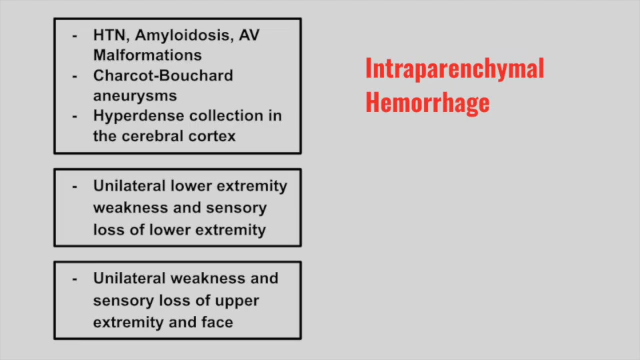 - HTN, Amyloidosis, AV
Malformations
- Charcot-Bouchard
aneurysms
- Hyperdense collection in
the cerebral cortex
- Unilateral lower extremity
weakness and sensory
loss of lower extremity
- Unilateral weakness and
sensory loss of upper
extremity and face
Intraparenchymal
Hemorrhage